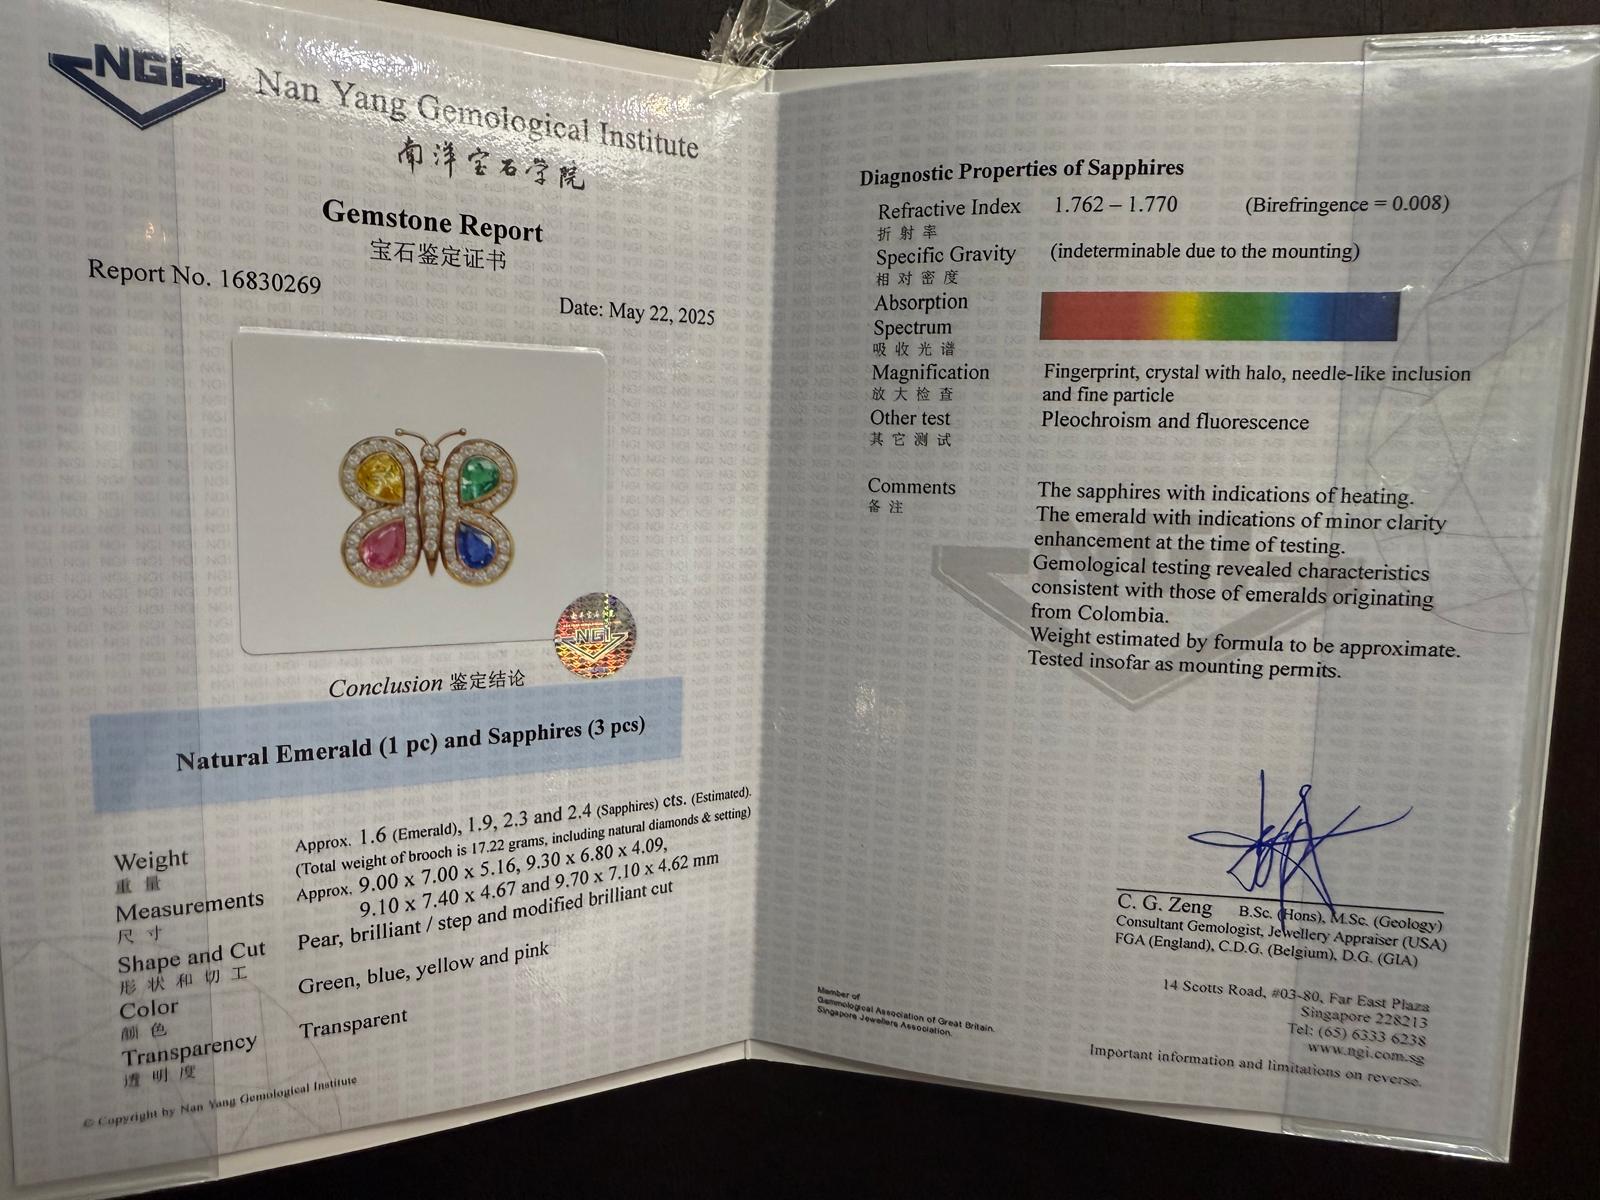 NGI
Nan Yang Gemological Institute
南洋宝石学院
Gemstone Report
宝石鉴定证书
Report No. 16830269
Date: May 22, 2025
NGI
Conclusion 鉴定结论
Natural Emerald (1 pc) and Sapphires (3 pcs)
Weight Approx. 1.6 (Emerald), 1.9, 2.3 and 2.4 (Sapphires) cts. (Estimated).
重量 (Total weight of brooch is 17.22 grams, including natural diamonds & setting)
Measurements Approx. 9.00 x 7.00 x 5.16, 9.30 x 6.80 x 4.09,
尺寸 9.10 x 7.40 x 4.67 and 9.70 x 7.10 x 4.62 mm
Shape and Cut Pear, brilliant / step and modified brilliant cut
形状和切工
Color Green, blue, yellow and pink
颜色
Transparency Transparent
透明度
© Copyright by Nan Yang Gemological Institute
Diagnostic Properties of Sapphires
Refractive Index 1.762 – 1.770 (Birefringence = 0.008)
折射率
Specific Gravity (indeterminable due to the mounting)
相对密度
Absorption
Spectrum
吸收光谱
Magnification Fingerprint, crystal with halo, needle-like inclusion
放大检查 and fine particle
Other test Pleochroism and fluorescence
其它测试
Comments The sapphires with indications of heating.
备注 The emerald with indications of minor clarity
enhancement at the time of testing.
Gemological testing revealed characteristics
consistent with those of emeralds originating
from Colombia.
Weight estimated by formula to be approximate.
Tested insofar as mounting permits.
C. G. Zeng B.Sc. (Hons), M.Sc. (Geology)
Consultant Gemologist, Jewellery Appraiser (USA)
FGA (England), C.D.G. (Belgium), D.G. (GIA)
Member of
Gemmological Association of Great Britain.
Singapore Jewellers Association.
14 Scotts Road, #03-80, Far East Plaza
Singapore 228213
Tel: (65) 6333 6238
www.ngi.com.sg
Important information and limitations on reverse.